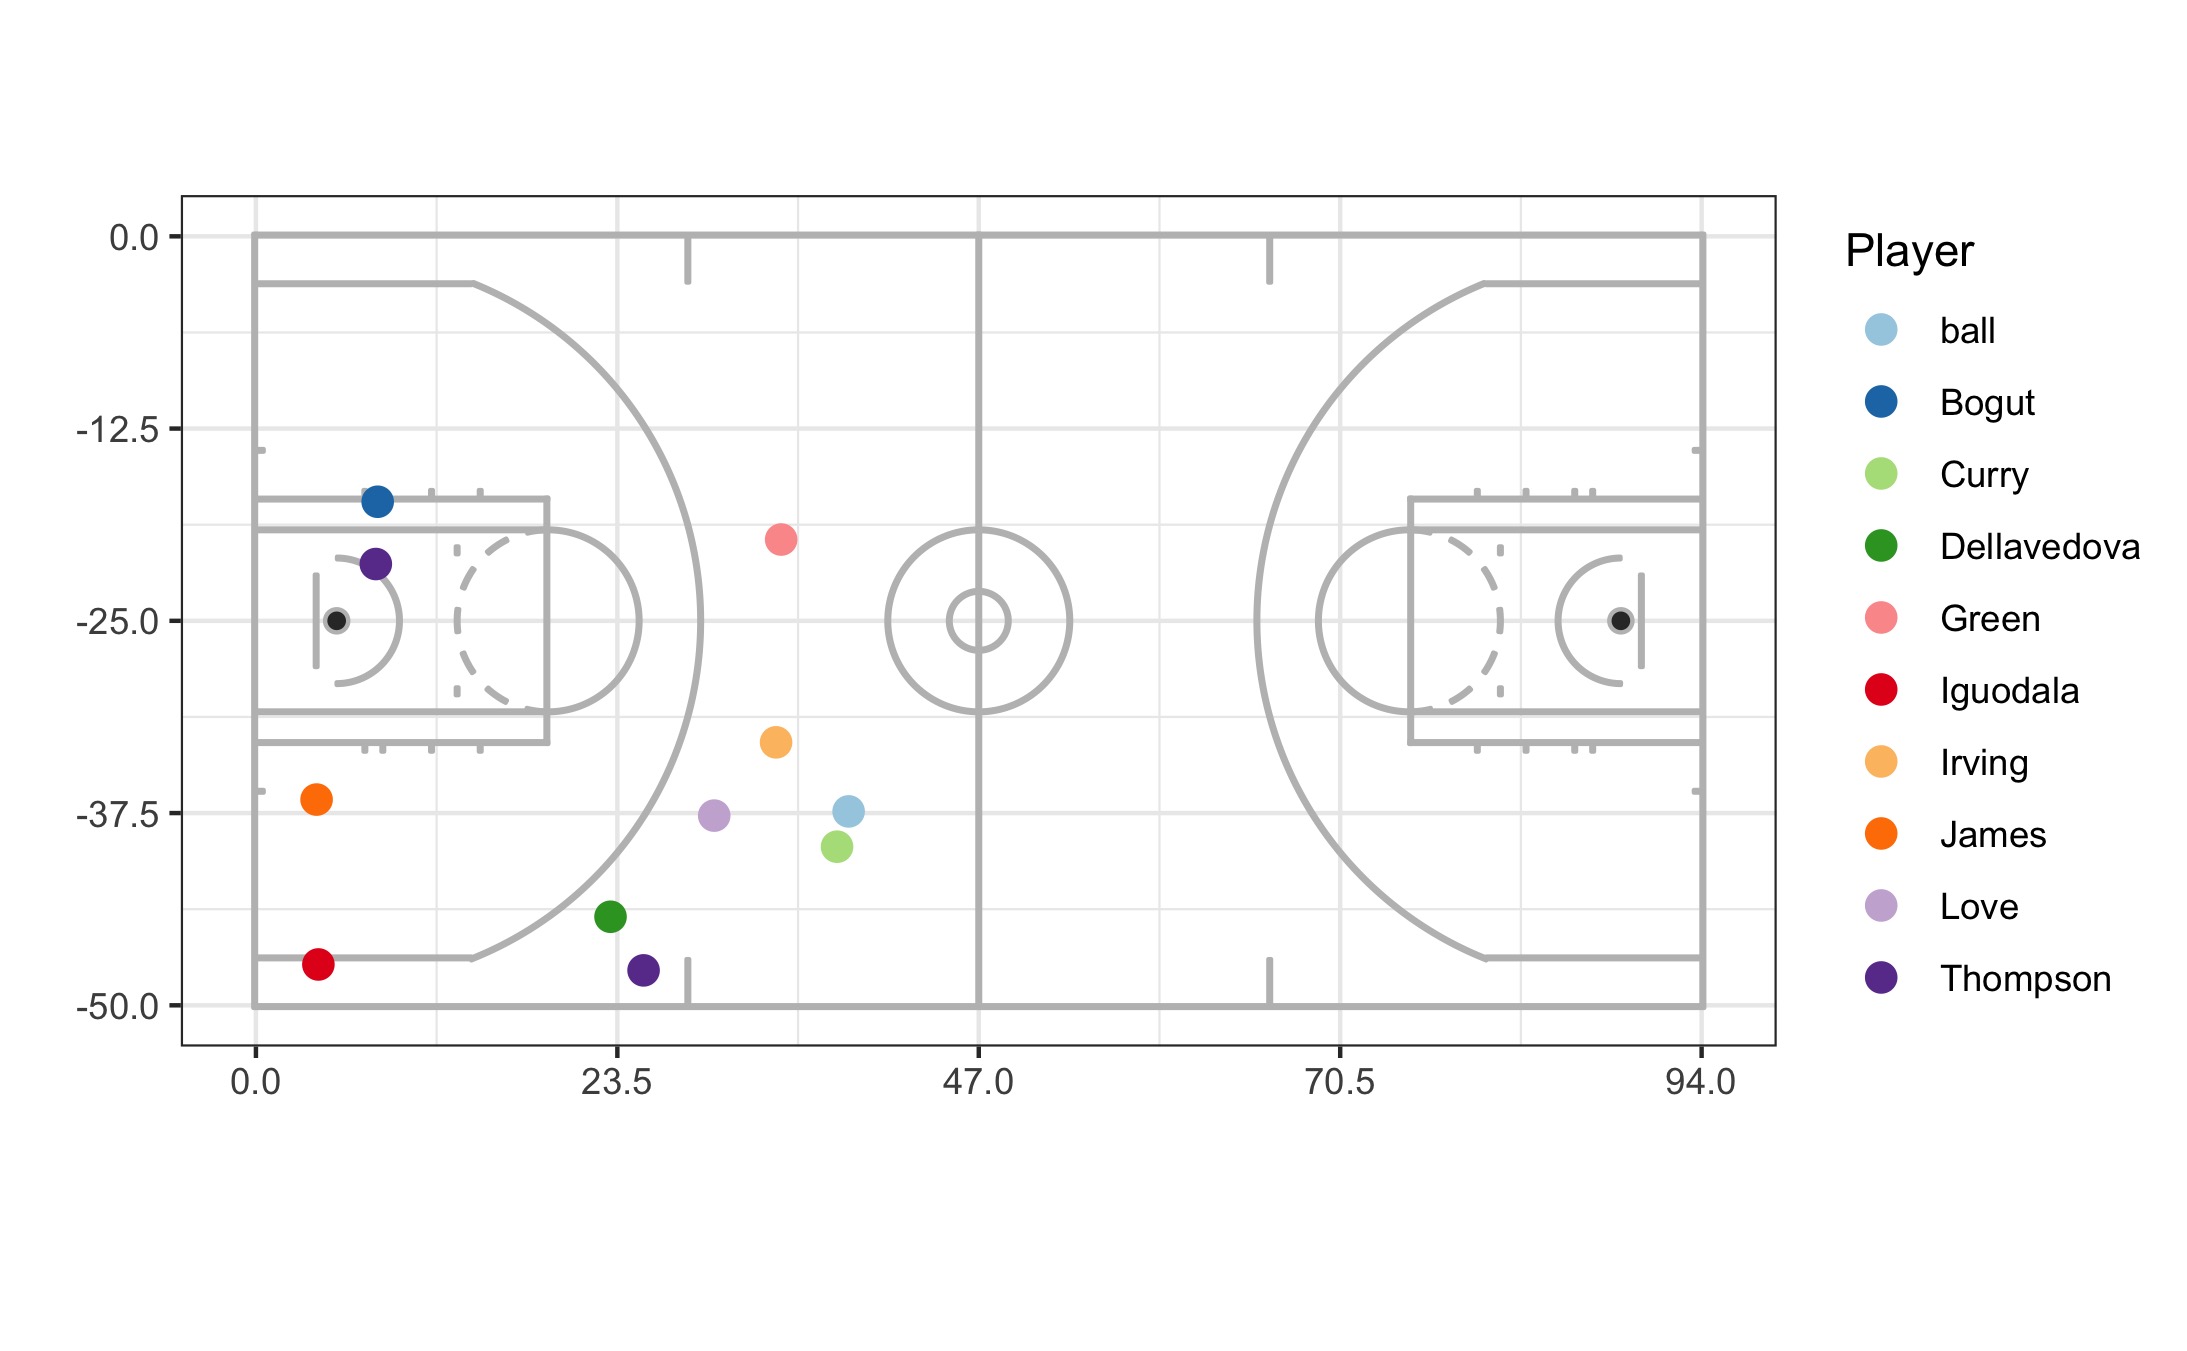 0.0
-12.5
-25.0
-37.5
-50.0
0.0 23.5 47.0 70.5 94.0
Player
ball
Bogut
Curry
Dellavedova
Green
Iguodala
Irving
James
Love
Thompson